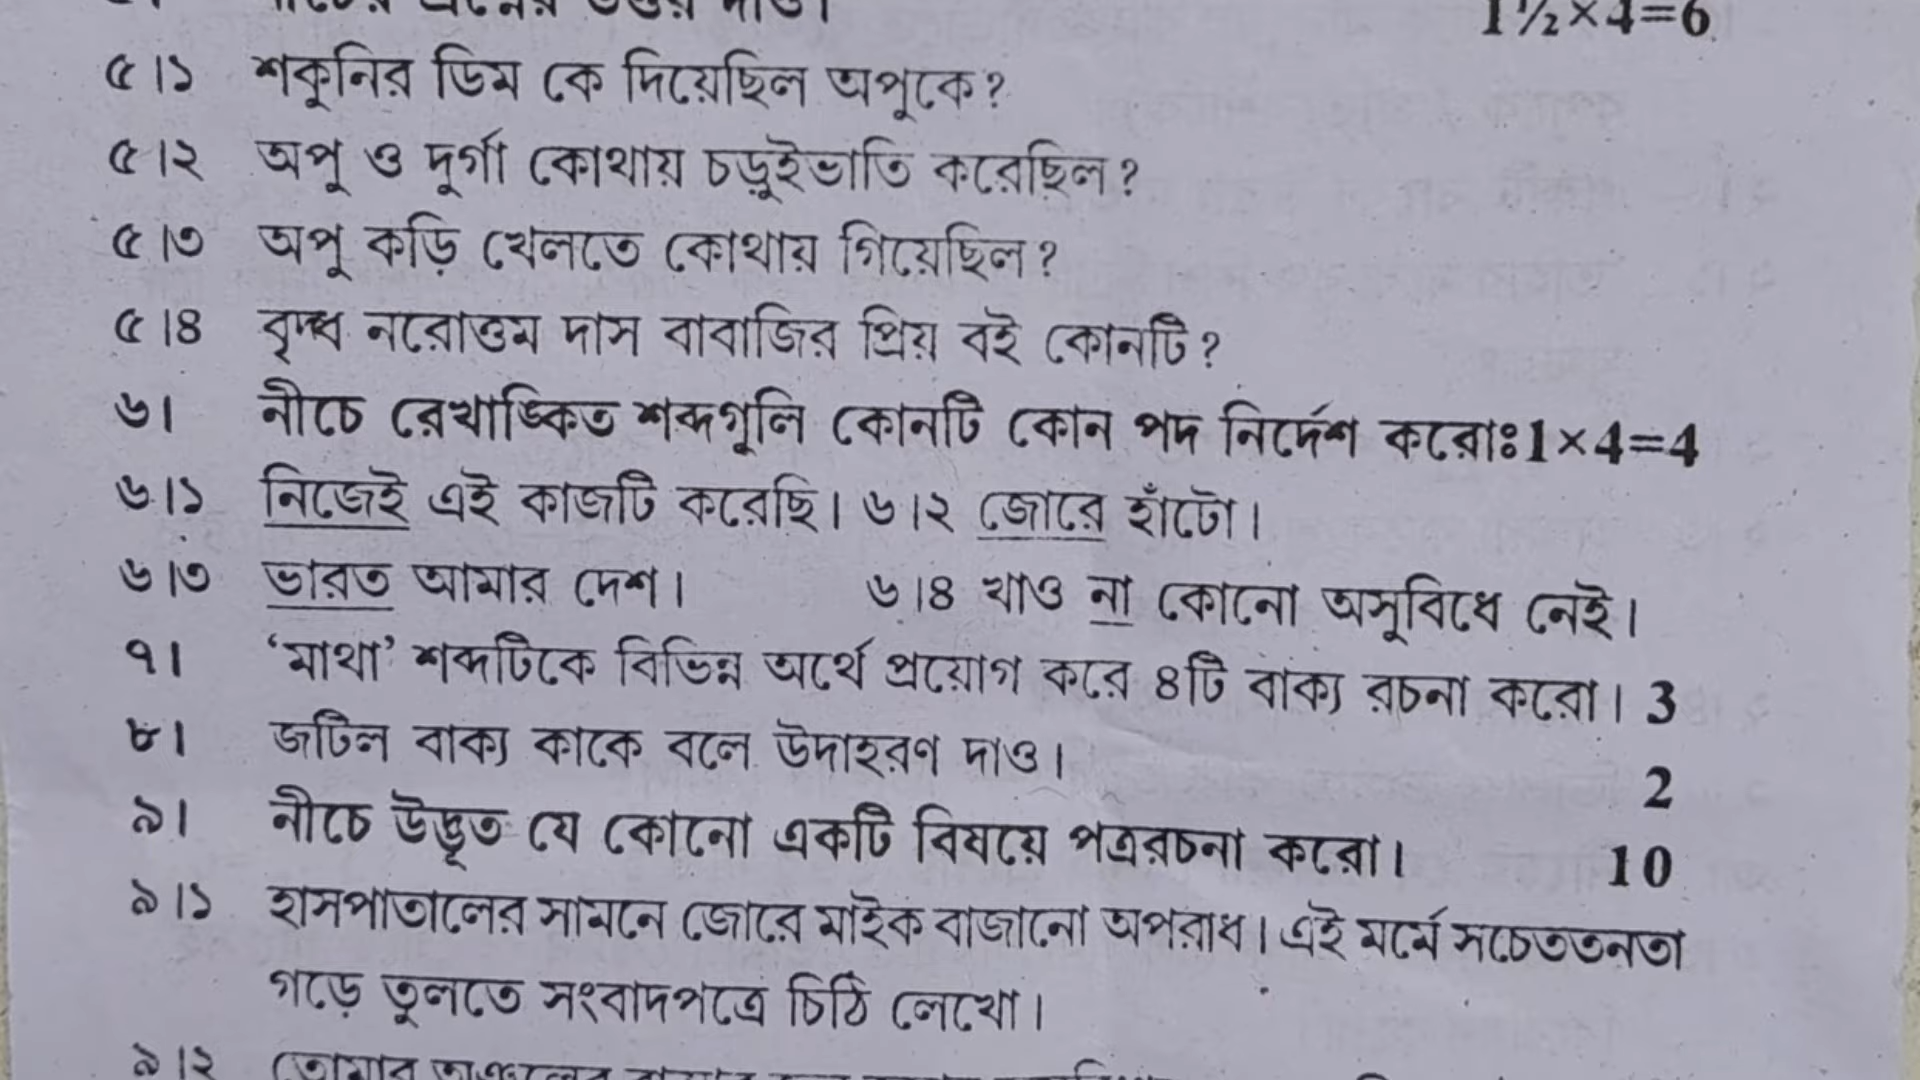 1½×4=6
৫।১ শকুনির ডিম কে দিয়েছিল অপুকে?
৫।২ অপু ও দুর্গা কোথায় চড়ুইভাতি করেছিল?
৫।৩ অপু কড়ি খেলতে কোথায় গিয়েছিল?
৫।৪ বৃদ্ধ নরোত্তম দাস বাবাজির প্রিয় বই কোনটি?
৬। নীচে রেখাঙ্কিত শব্দগুলি কোনটি কোন পদ নির্দেশ করোঃ 1×4=4
৬।১ নিজেই এই কাজটি করেছি। ৬।২ জোরে হাঁটো।
৬।৩ ভারত আমার দেশ। ৬।৪ খাও না কোনো অসুবিধে নেই।
৭। ‘মাথা’ শব্দটিকে বিভিন্ন অর্থে প্রয়োগ করে ৪টি বাক্য রচনা করো। 3
৮। জটিল বাক্য কাকে বলে উদাহরণ দাও। 2
৯। নীচে উদ্ভূত যে কোনো একটি বিষয়ে পত্ররচনা করো। 10
৯।১ হাসপাতালের সামনে জোরে মাইক বাজানো অপরাধ। এই মর্মে সচেততনতা
গড়ে তুলতে সংবাদপত্রে চিঠি লেখো।
৯।২ তোমার